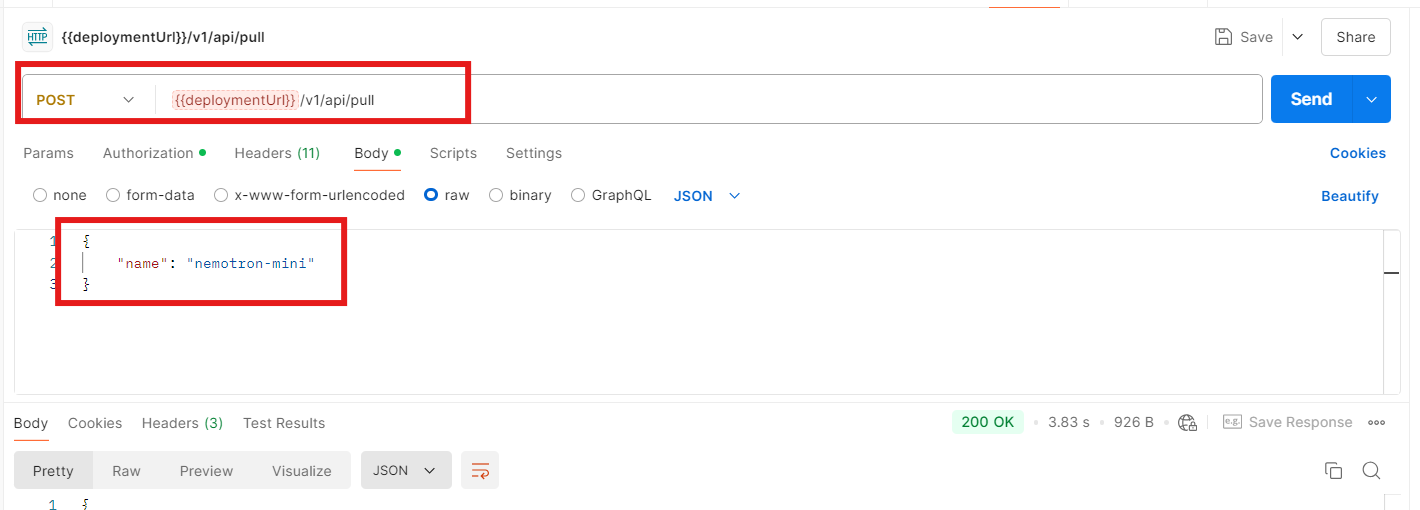 HTTP {{deploymentUrl}}/v1/api/pull Save Share
POST {{deploymentUrl}}/v1/api/pull Send
Params Authorization Headers (11) Body Scripts Settings Cookies
none form-data x-www-form-urlencoded raw binary GraphQL JSON Beautify
1 {
2 "name": "nemotron-mini"
3 }
Body Cookies Headers (3) Test Results 200 OK 3.83 s 926 B e.g. Save Response
Pretty Raw Preview Visualize JSON
1 {